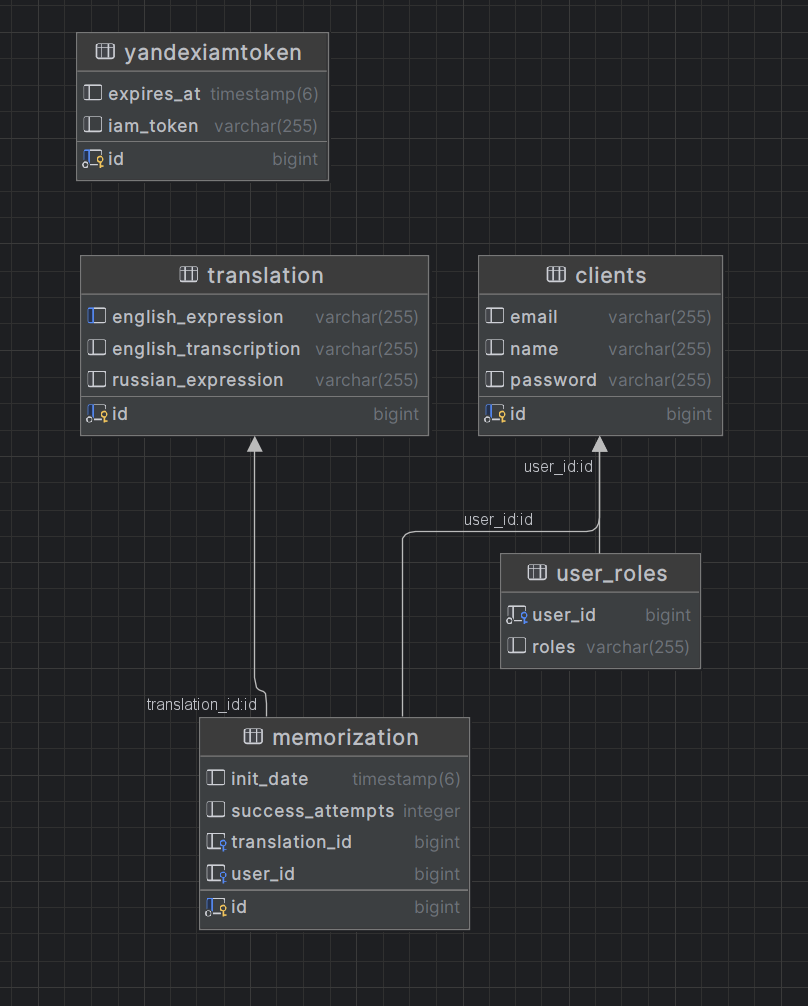 yandexiamtoken
expires_at timestamp(6)
iam_token varchar(255)
id bigint
translation
english_expression varchar(255)
english_transcription varchar(255)
russian_expression varchar(255)
id bigint
clients
email varchar(255)
name varchar(255)
password varchar(255)
id bigint
user_id:id
user_id:id
user_roles
user_id bigint
roles varchar(255)
translation_id:id
memorization
init_date timestamp(6)
success_attempts integer
translation_id bigint
user_id bigint
id bigint